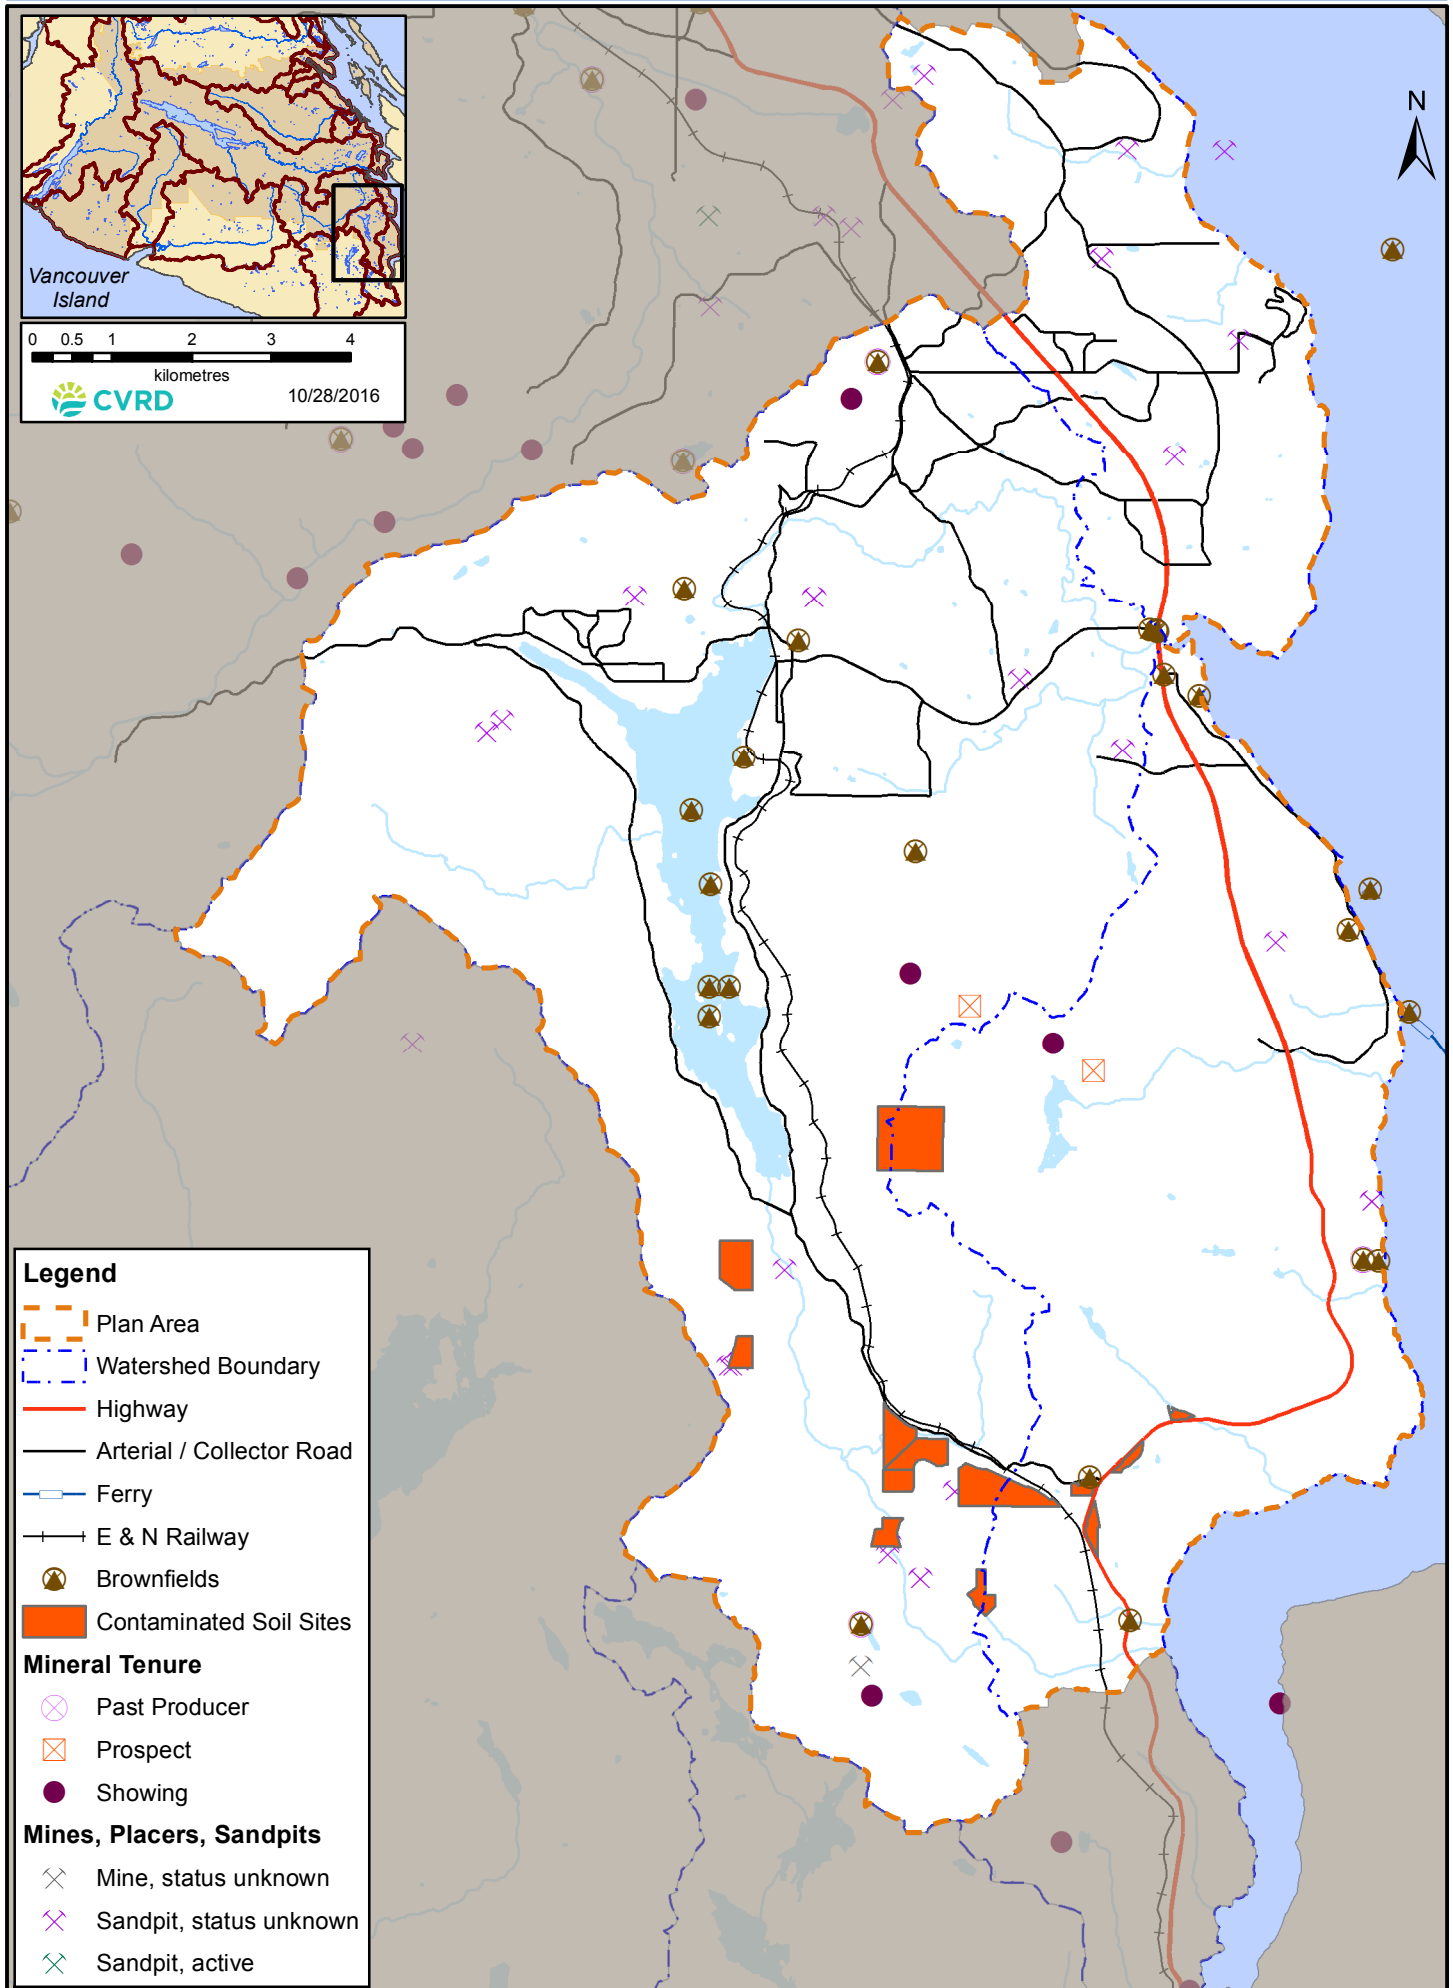 N
Vancouver
Island
0 0.5 1 2 3 4
kilometres
CVRD
10/28/2016
Legend
Plan Area
Watershed Boundary
Highway
Arterial / Collector Road
Ferry
E & N Railway
Brownfields
Contaminated Soil Sites
Mineral Tenure
Past Producer
Prospect
Showing
Mines, Placers, Sandpits
Mine, status unknown
Sandpit, status unknown
Sandpit, active